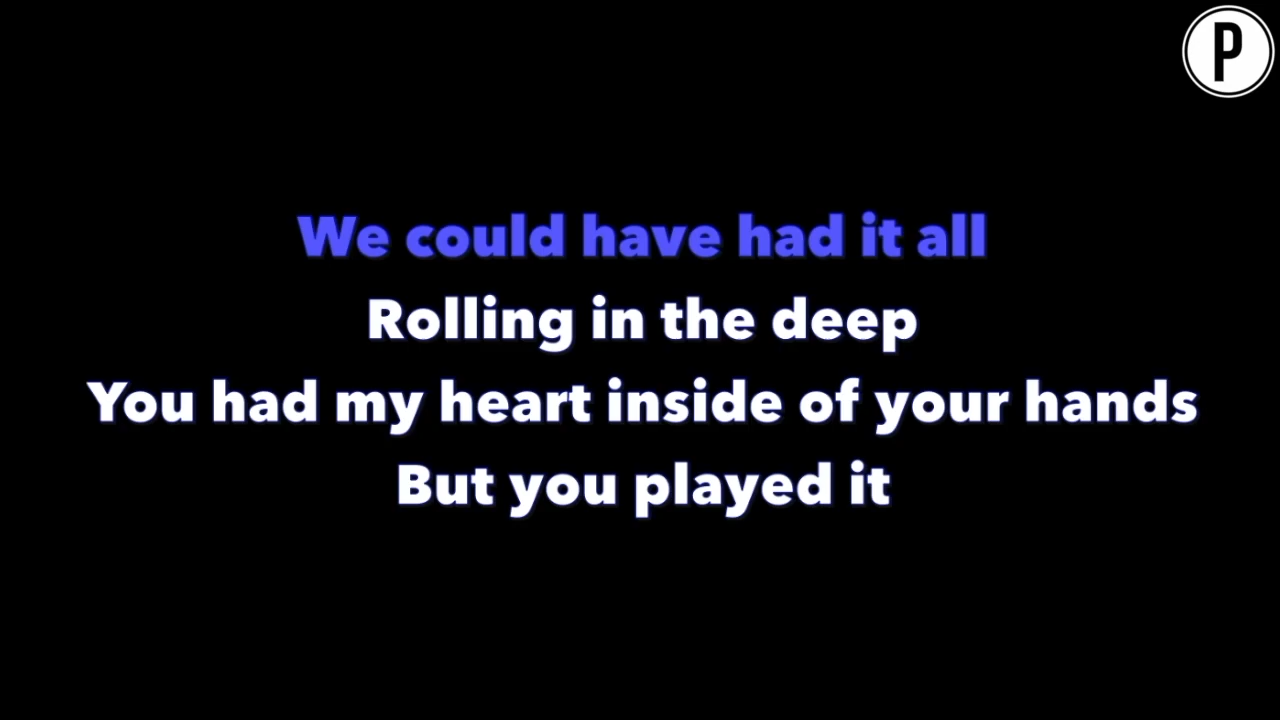 P
We could have had it all
Rolling in the deep
You had my heart inside of your hands
But you played it